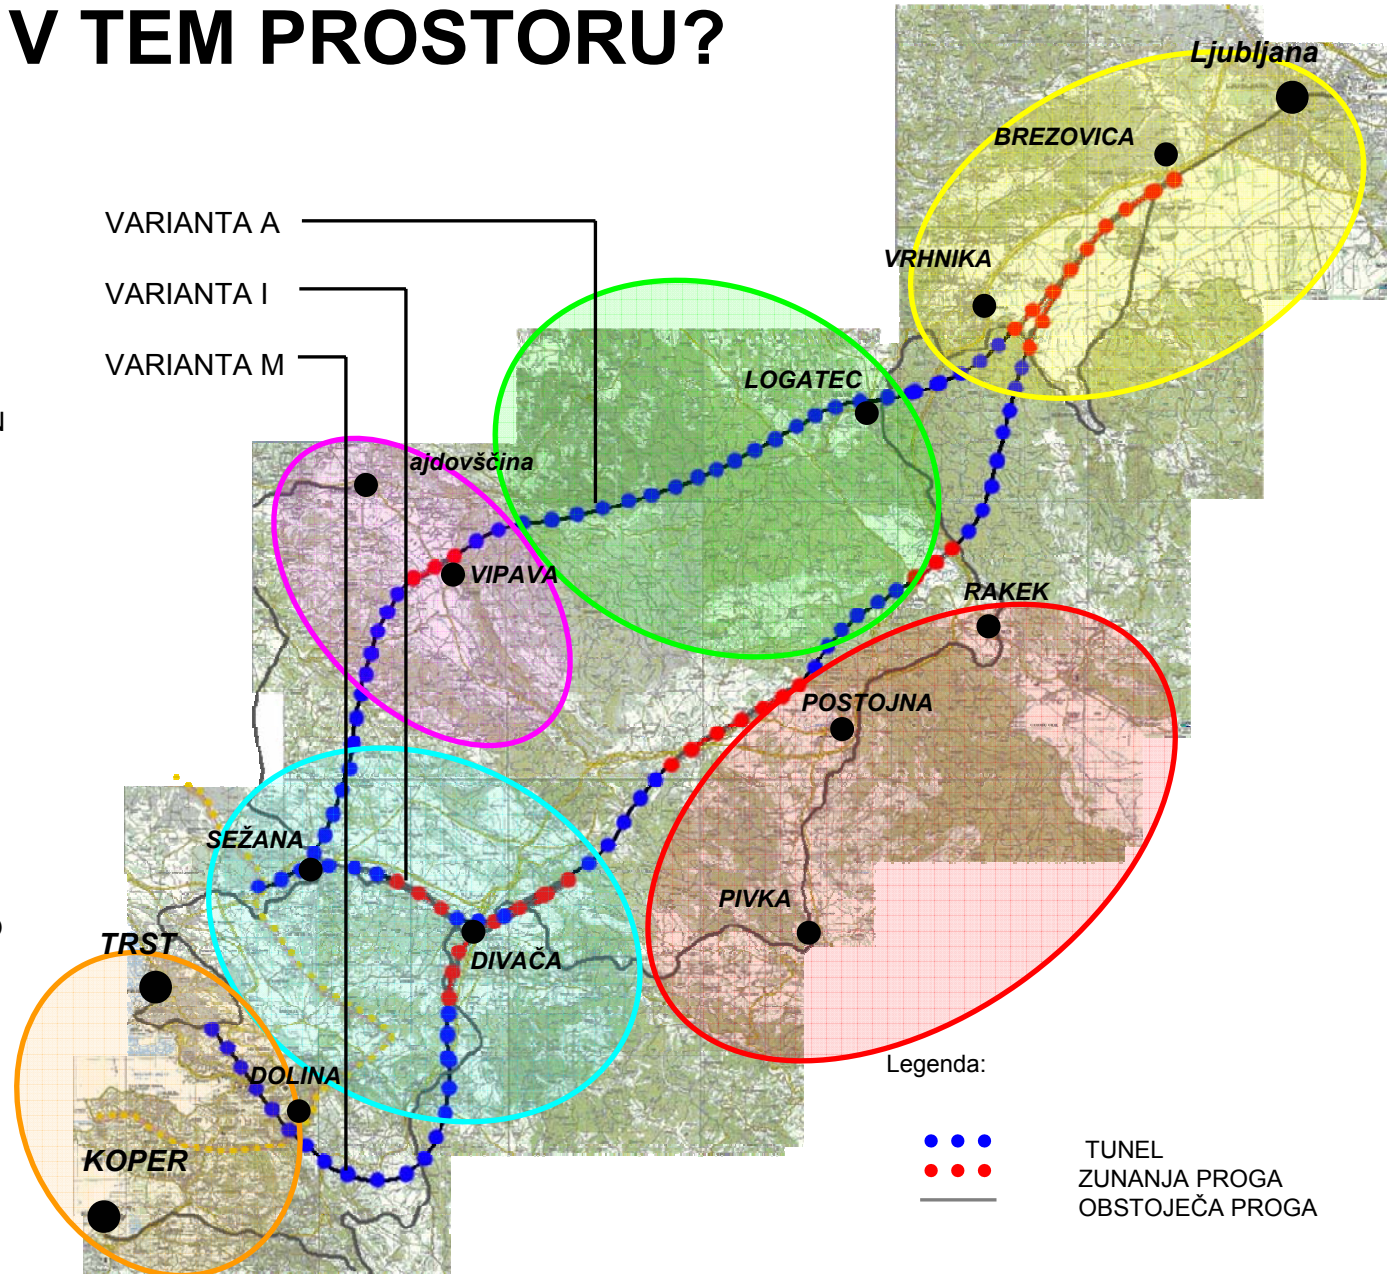 V TEM PROSTORU?
Ljubljana
BREZOVICA
VARIANTA A
VRHNIKA
VARIANTA I
VARIANTA M
LOGATEC
N
ajdovščina
VIPAVA
RAKEK
POSTOJNA
SEŽANA
PIVKA
TRST
DIVAČA
DOLINA
KOPER
Legenda:
TUNEL
ZUNANJA PROGA
OBSTOJEČA PROGA